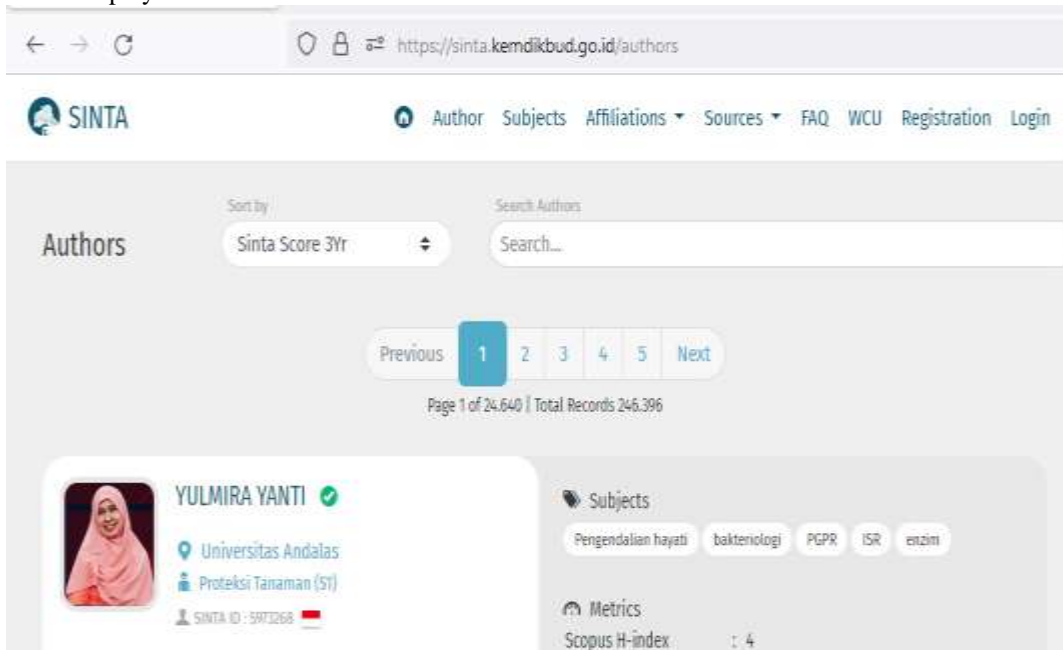 https://sinta.kemdikbud.go.id/authors
SINTA
Author Subjects Affiliations Sources FAQ WCU Registration Login
Sort by
Search Authors
Authors
Sinta Score 3Yr
Search...
Previous 1 2 3 4 5 Next
Page 1 of 24.640 | Total Records 246.396
YULMIRA YANTI
Universitas Andalas
Proteksi Tanaman (S1)
SINTA ID : 5973268
Subjects
Pengendalian hayati bakteriologi PGPR ISR enzim
Metrics
Scopus H-index : 4